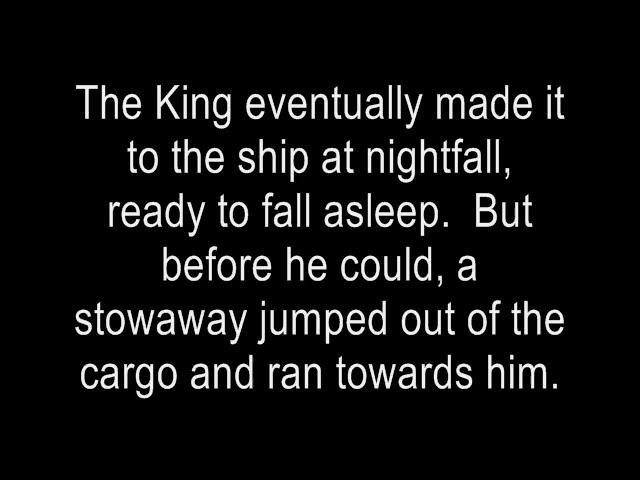 The King eventually made it
to the ship at nightfall,
ready to fall asleep.  But
before he could, a
stowaway jumped out of the
cargo and ran towards him.